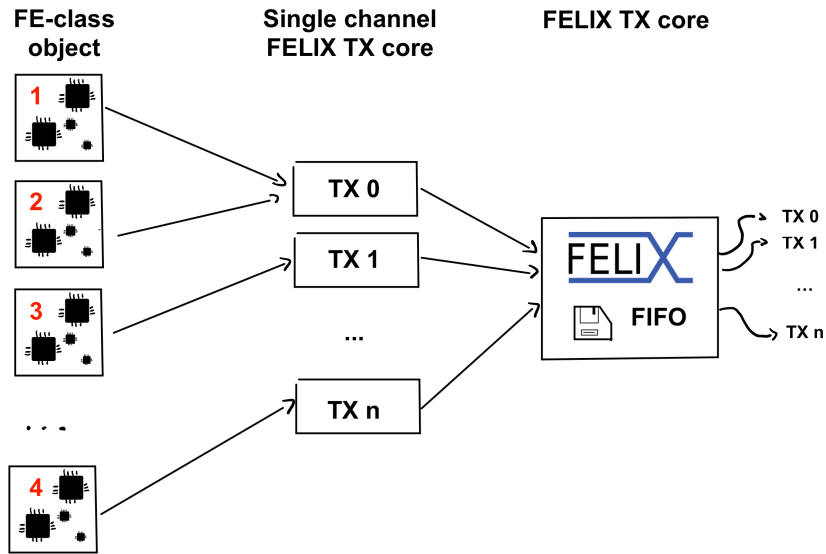 FE-class
object
Single channel
FELIX TX core
FELIX TX core
1
2
3
. . .
4
TX 0
TX 1
...
TX n
FELIX
FIFO
TX 0
TX 1
...
TX n